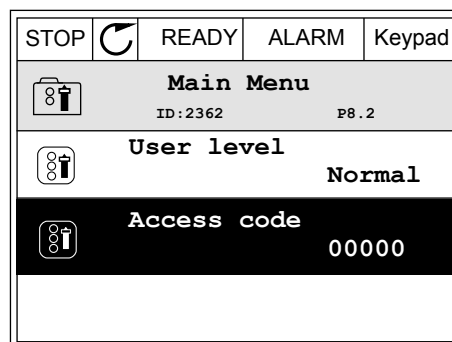 STOP READY ALARM Keypad
Main Menu
ID:2362 P8.2
User level
Normal
Access code
00000